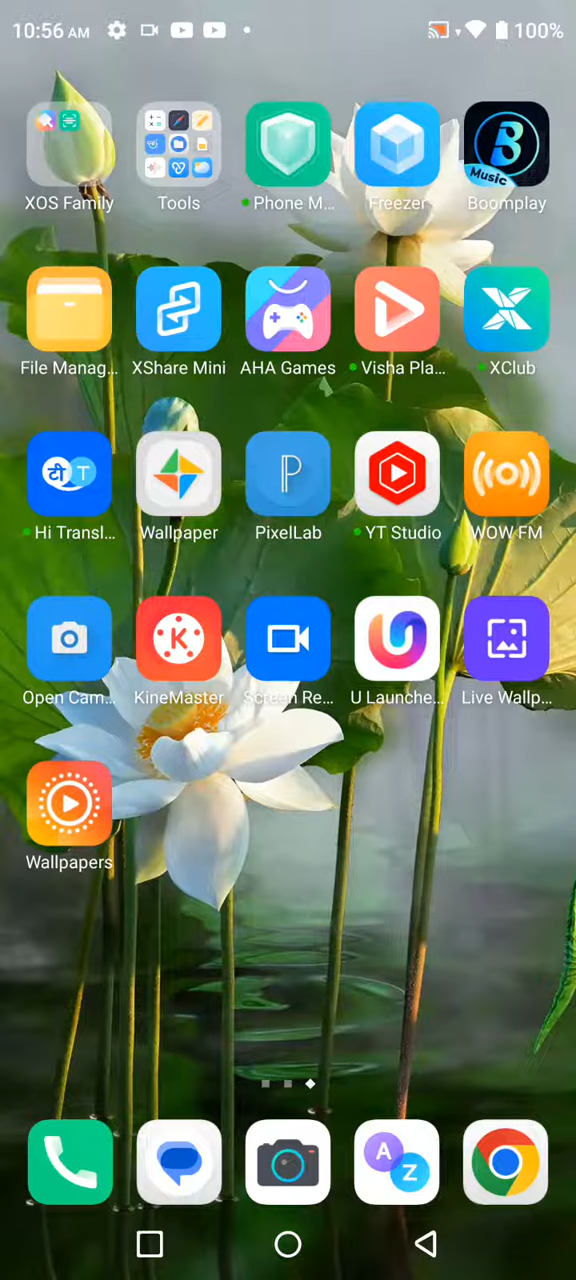 10:56 AM
100%
XOS Family
Tools
Phone M...
Freezer
B
Music
Boomplay
File Manag...
XShare Mini
AHA Games
Visha Pla...
XClub
टी T
Hi Transl...
Wallpaper
P
PixelLab
YT Studio
WOW FM
Open Cam...
K
KineMaster
Screen Re...
U Launche...
Live Wallp...
Wallpapers
A
Z